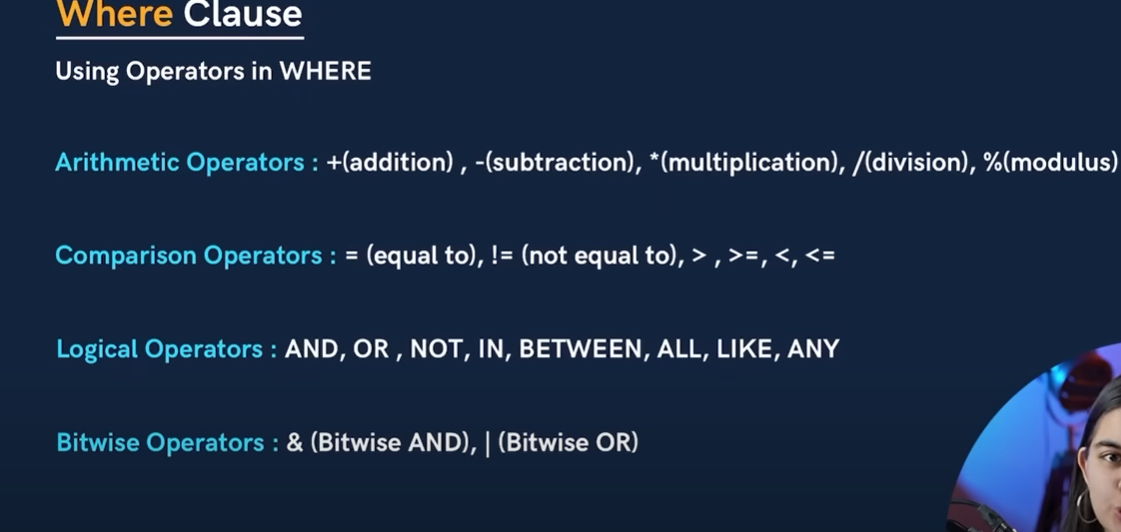 Where Clause
Using Operators in WHERE
Arithmetic Operators : +(addition) , -(subtraction), *(multiplication), /(division), %(modulus)
Comparison Operators : = (equal to), != (not equal to), > , >=, <, <=
Logical Operators : AND, OR , NOT, IN, BETWEEN, ALL, LIKE, ANY
Bitwise Operators : & (Bitwise AND), | (Bitwise OR)